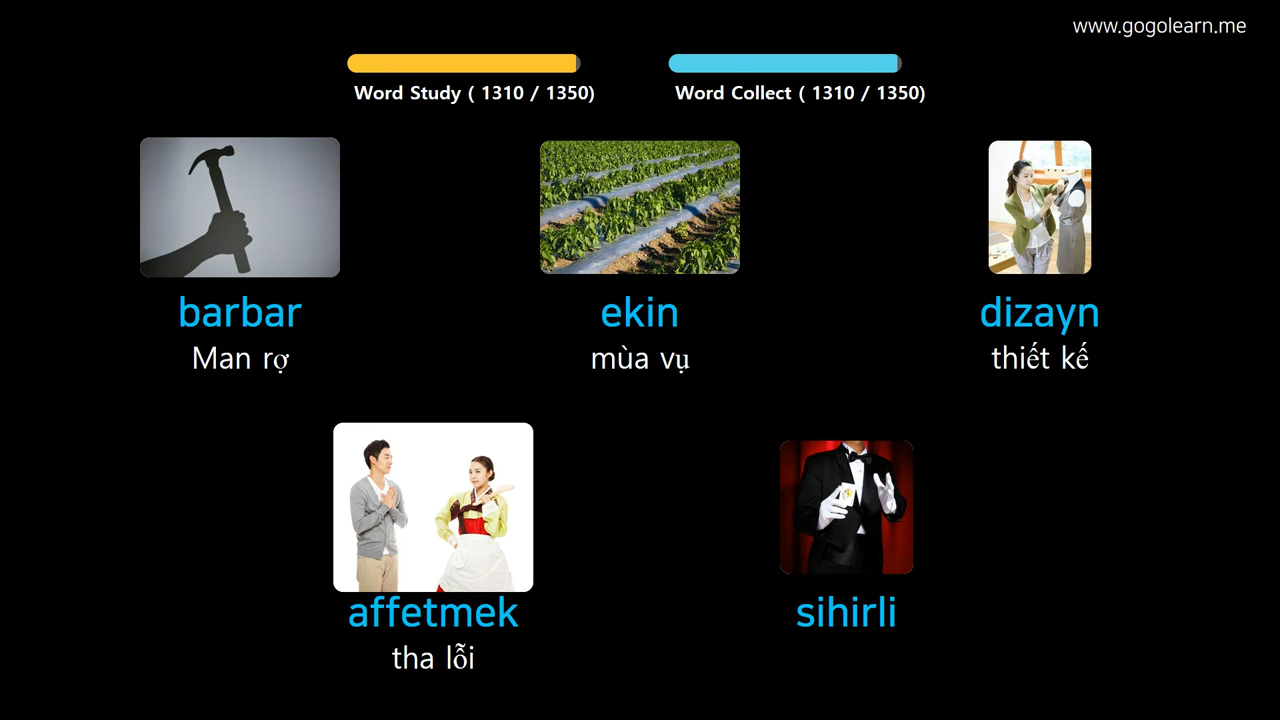 www.gogolearn.me
Word Study ( 1310 / 1350)
Word Collect ( 1310 / 1350)
barbar
Man rợ
ekin
mùa vụ
dizayn
thiết kế
affetmek
tha lỗi
sihirli